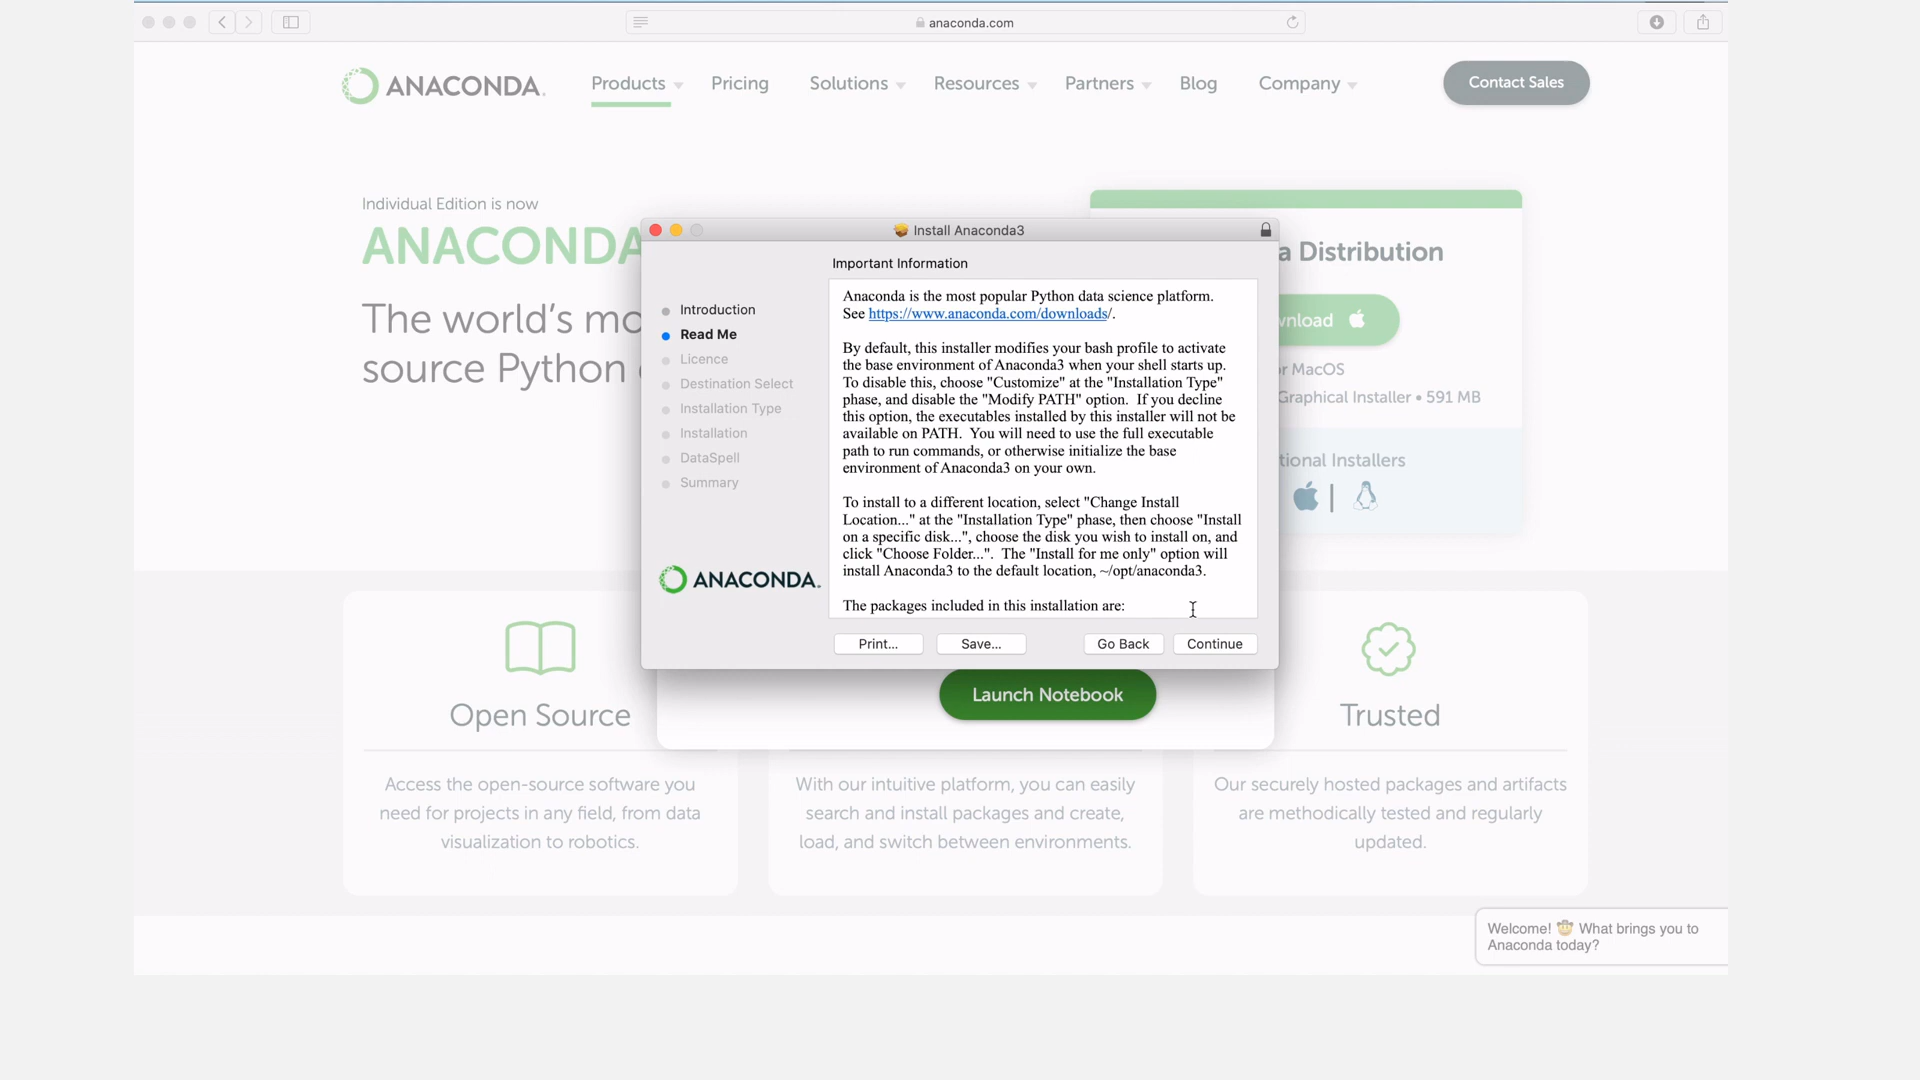 anaconda.com
ANACONDA.
Products
Pricing
Solutions
Resources
Partners
Blog
Company
Contact Sales
Individual Edition is now
ANACONDA
The world's mo
source Python
a Distribution
wnload
or MacOS
Graphical Installer • 591 MB
tional Installers
Install Anaconda3
Important Information
Introduction
Read Me
Licence
Destination Select
Installation Type
Installation
DataSpell
Summary
ANACONDA.
Anaconda is the most popular Python data science platform.
See https://www.anaconda.com/downloads/.
By default, this installer modifies your bash profile to activate
the base environment of Anaconda3 when your shell starts up.
To disable this, choose "Customize" at the "Installation Type"
phase, and disable the "Modify PATH" option. If you decline
this option, the executables installed by this installer will not be
available on PATH. You will need to use the full executable
path to run commands, or otherwise initialize the base
environment of Anaconda3 on your own.
To install to a different location, select "Change Install
Location..." at the "Installation Type" phase, then choose "Install
on a specific disk...", choose the disk you wish to install on, and
click "Choose Folder...". The "Install for me only" option will
install Anaconda3 to the default location, ~/opt/anaconda3.
The packages included in this installation are:
Print...
Save...
Go Back
Continue
Launch Notebook
Open Source
Access the open-source software you
need for projects in any field, from data
visualization to robotics.
With our intuitive platform, you can easily
search and install packages and create,
load, and switch between environments.
Trusted
Our securely hosted packages and artifacts
are methodically tested and regularly
updated.
Welcome! 🤠 What brings you to
Anaconda today?